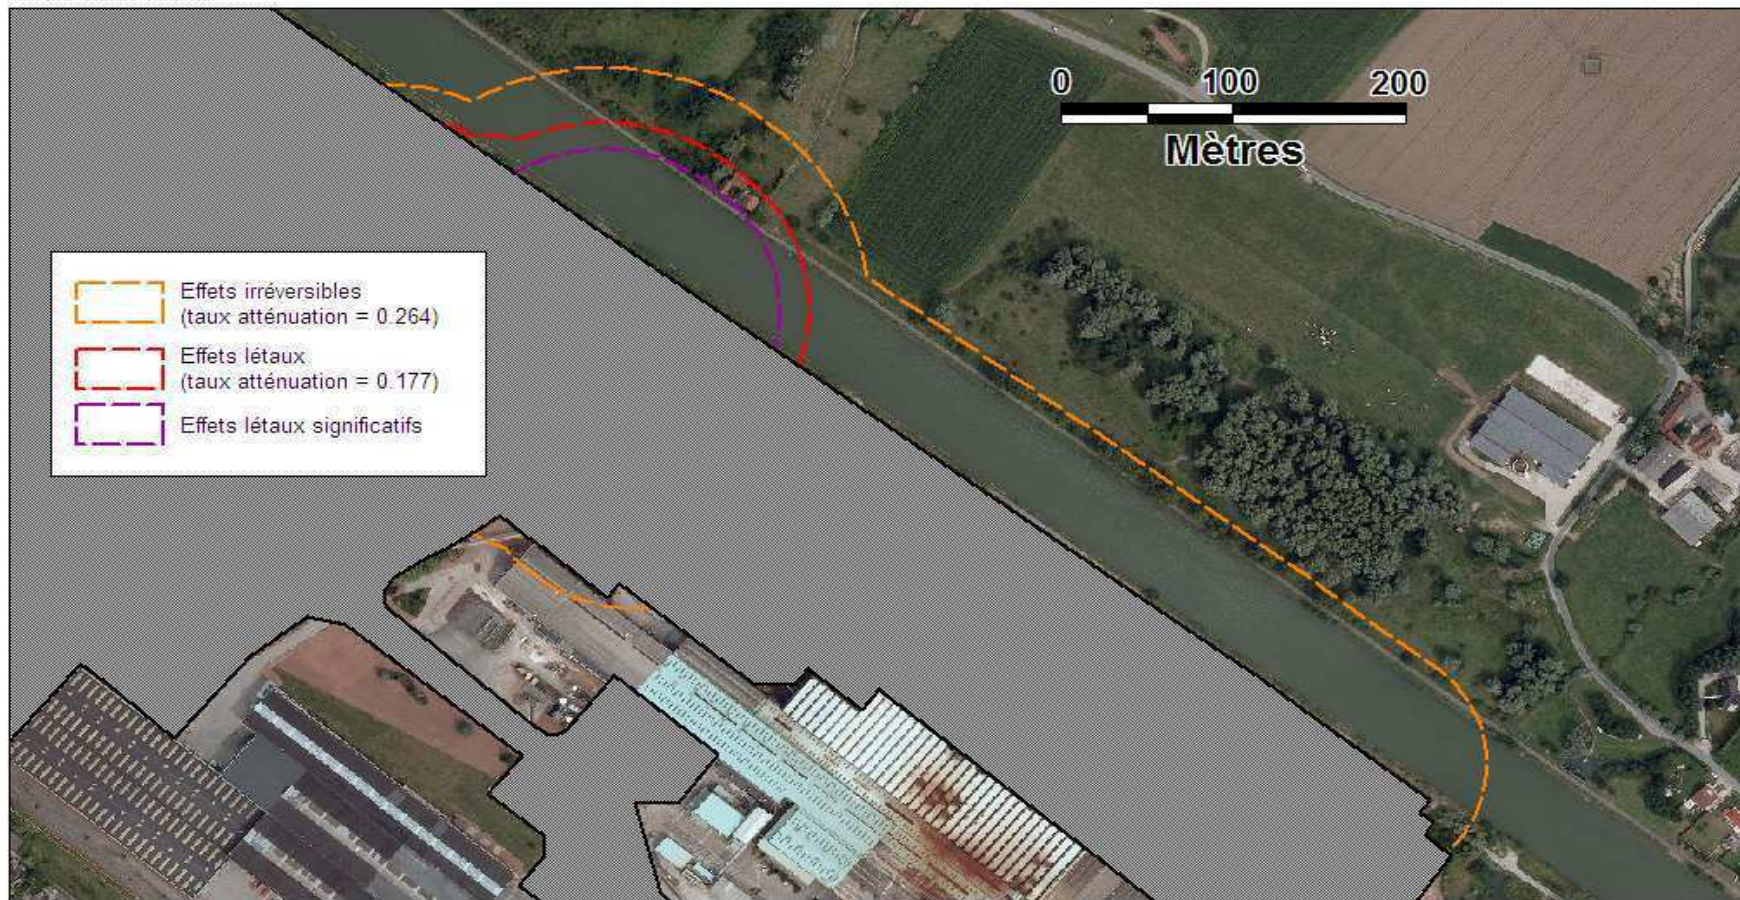 0 100 200
Mètres
Effets irréversibles
(taux atténuation = 0.264)
Effets létaux
(taux atténuation = 0.177)
Effets létaux significatifs